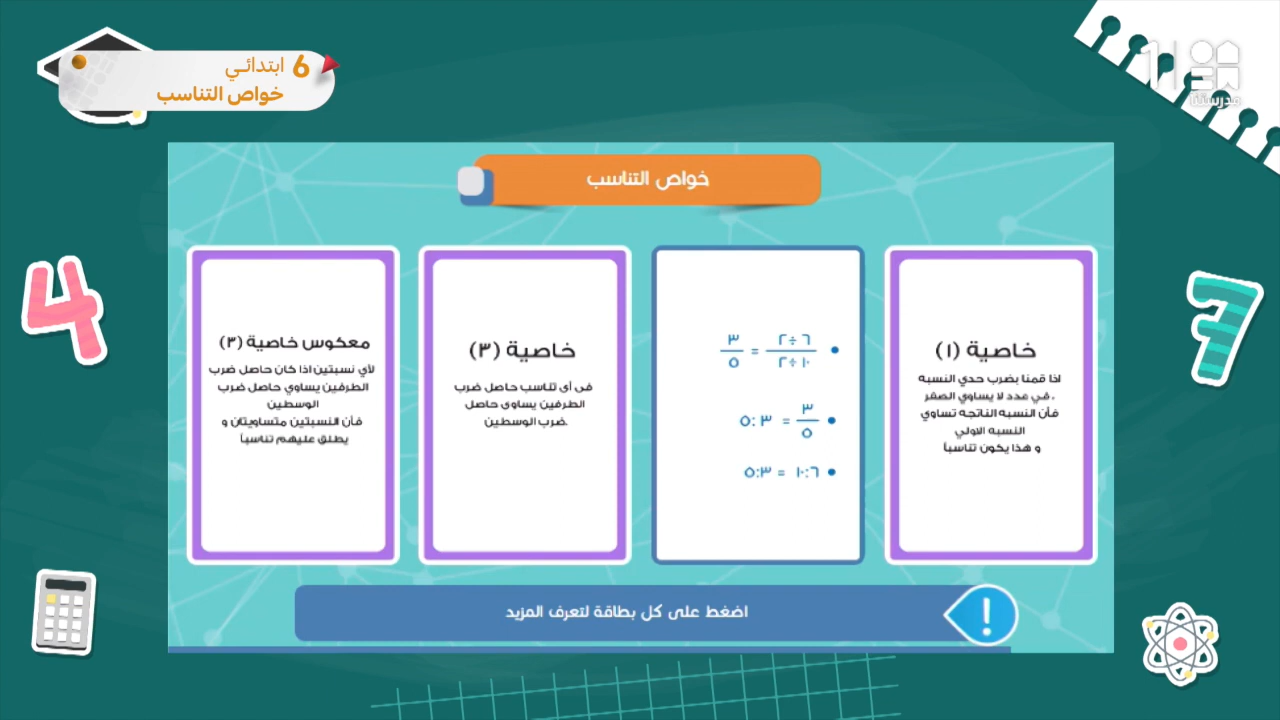 6 ابتدائي
خواص التناسب
مدرستنا
1
خواص التناسب
خاصية (١)
اذا قمنا بضرب حدي النسبه
، في عدد لا يساوي الصفر
فأن النسبه الناتجه تساوي
النسبه الاولي
و هذا يكون تناسباً
• ٦ ÷ ٢ / ١٠ ÷ ٢ = ٣ / ٥
• ٣ / ٥ = ٣ :٥
• ٦:١٠ = ٣:٥
خاصية (٣)
فى أى تناسب حاصل ضرب
الطرفين يساوى حاصل
ضرب الوسطين.
معكوس خاصية (٣)
لأي نسبتين اذا كان حاصل ضرب
الطرفين يساوي حاصل ضرب
الوسطين
فأن النسبتين متساويتان و
يطلق عليهم تناسباً
اضغط على كل بطاقة لتعرف المزيد
!
4
7